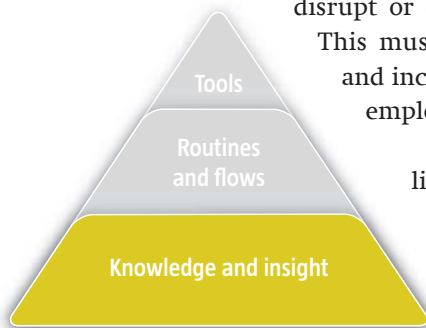 disrupt or
This mus
and inc
emplo
li
Tools
Routines
and flows
Knowledge and insight